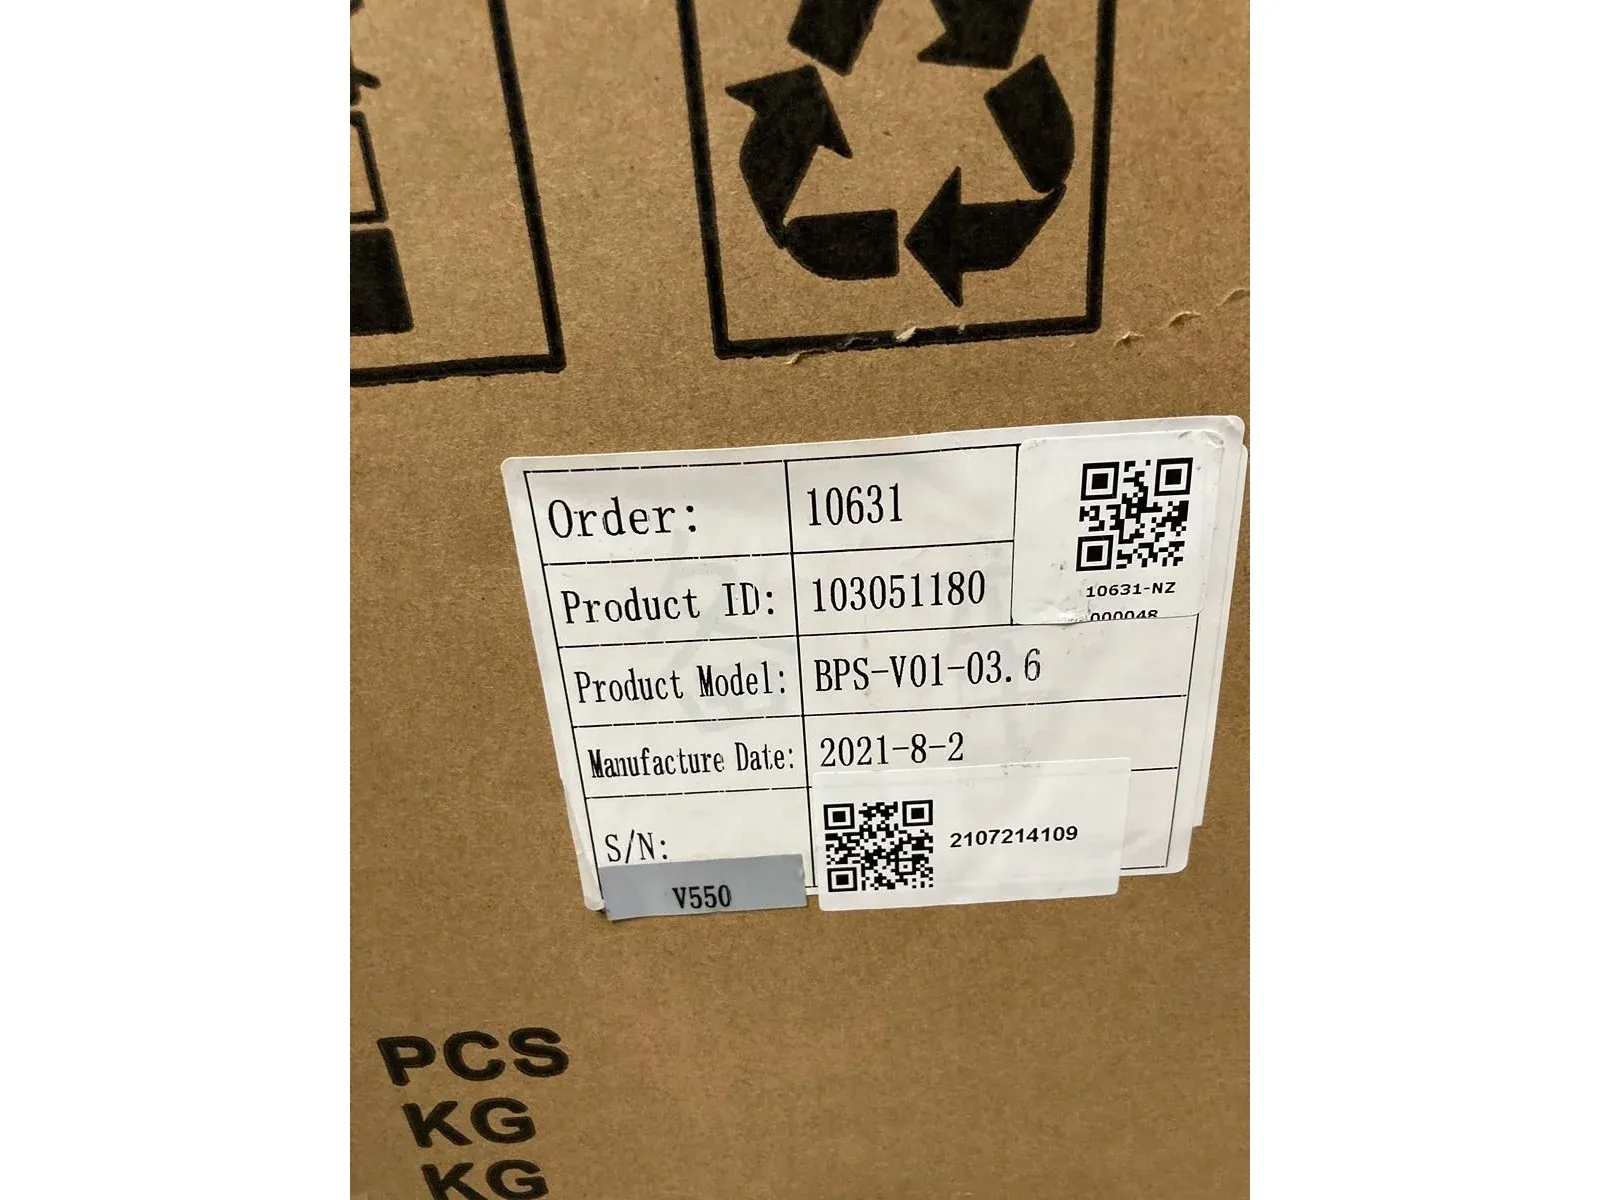 Order: 10631
Product ID: 103051180
10631-NZ
000048
Product Model: BPS-V01-03.6
Manufacture Date: 2021-8-2
S/N: 2107214109
V550
PCS
KG
KG